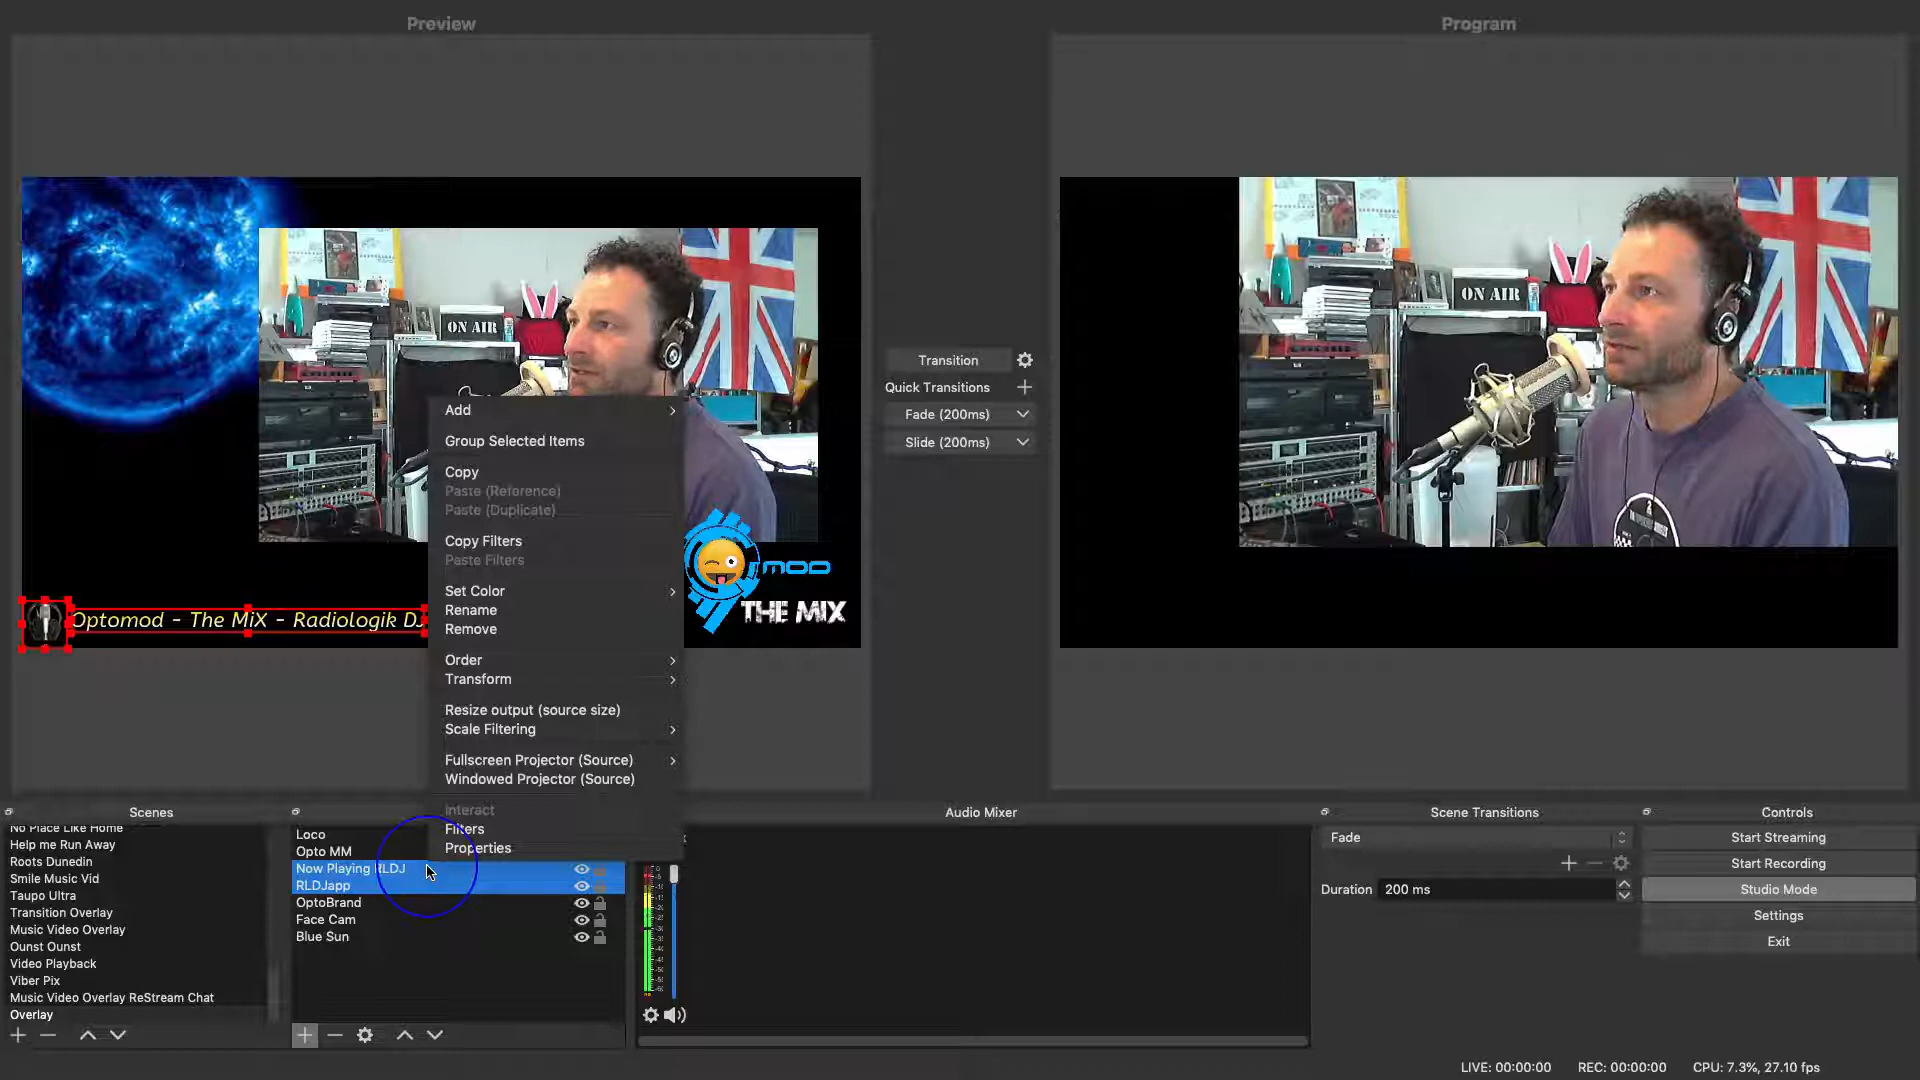 Preview
Program
ON AIR
ON AIR
Transition
Quick Transitions
Fade (200ms)
Slide (200ms)
Add
Group Selected Items
Copy
Paste (Reference)
Paste (Duplicate)
Copy Filters
Paste Filters
Set Color
Rename
Remove
Order
Transform
Resize output (source size)
Scale Filtering
Fullscreen Projector (Source)
Windowed Projector (Source)
Interact
Filters
Properties
MOD
THE MIX
Optomod - The MiX - Radiologik DJ
Scenes
No Place Like Home
Help me Run Away
Roots Dunedin
Smile Music Vid
Taupo Ultra
Transition Overlay
Music Video Overlay
Ounst Ounst
Video Playback
Viber Pix
Music Video Overlay ReStream Chat
Overlay
Loco
Opto MM
Now Playing RLDJ
RLDJapp
OptoBrand
Face Cam
Blue Sun
Audio Mixer
Scene Transitions
Fade
Duration 200 ms
Controls
Start Streaming
Start Recording
Studio Mode
Settings
Exit
LIVE: 00:00:00 REC: 00:00:00 CPU: 7.3%, 27.10 fps